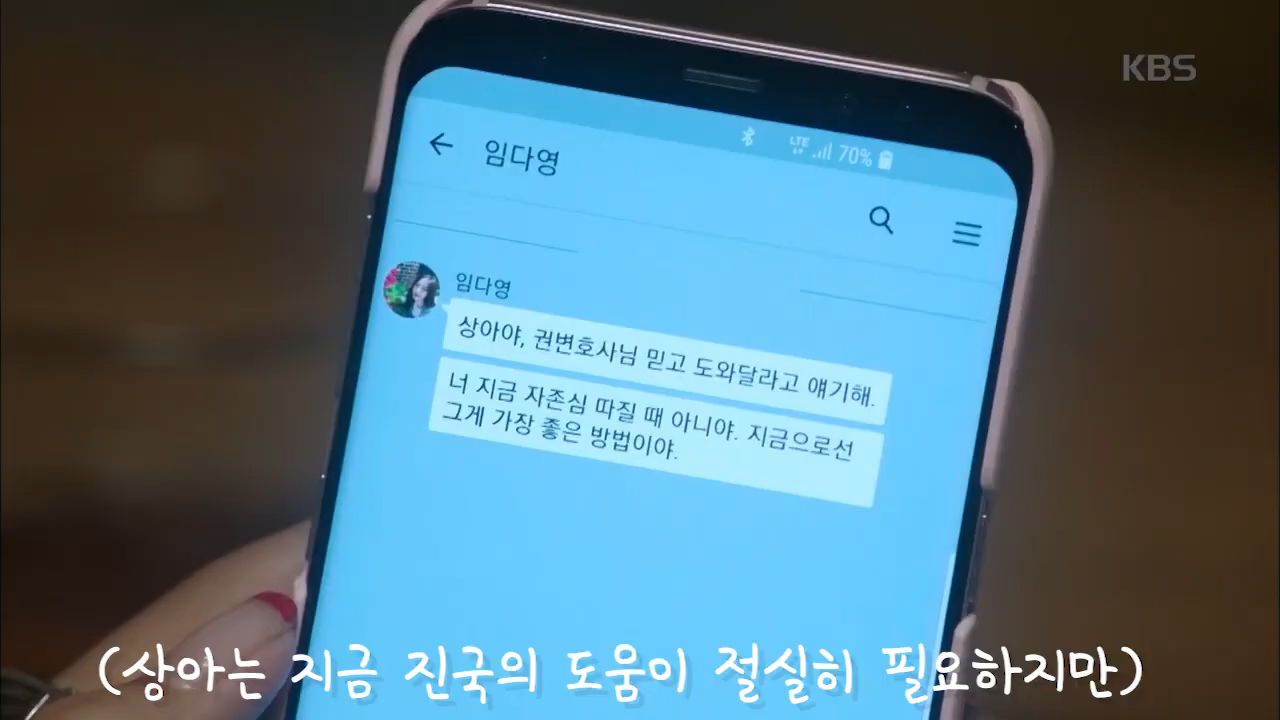 KBS
LTE 70%
임다영
임다영
상아야, 권변호사님 믿고 도와달라고 얘기해.
너 지금 자존심 따질 때 아니야. 지금으로선
그게 가장 좋은 방법이야.
(상아는 지금 진국의 도움이 절실히 필요하지만)